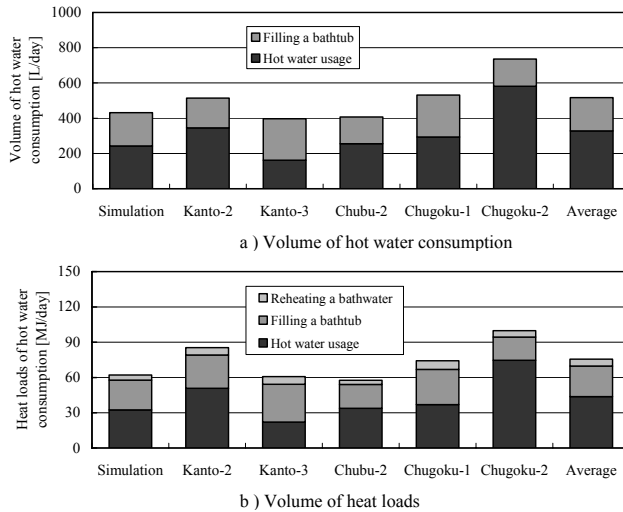 1000
800
600
400
200
0
Volume of hot water
consumption [L/day]
Filling a bathtub
Hot water usage
Simulation Kanto-2 Kanto-3 Chubu-2 Chugoku-1 Chugoku-2 Average
a ) Volume of hot water consumption
150
120
90
60
30
0
Heat loads of hot water
consumption [MJ/day]
Reheating a bathwater
Filling a bathtub
Hot water usage
Simulation Kanto-2 Kanto-3 Chubu-2 Chugoku-1 Chugoku-2 Average
b ) Volume of heat loads